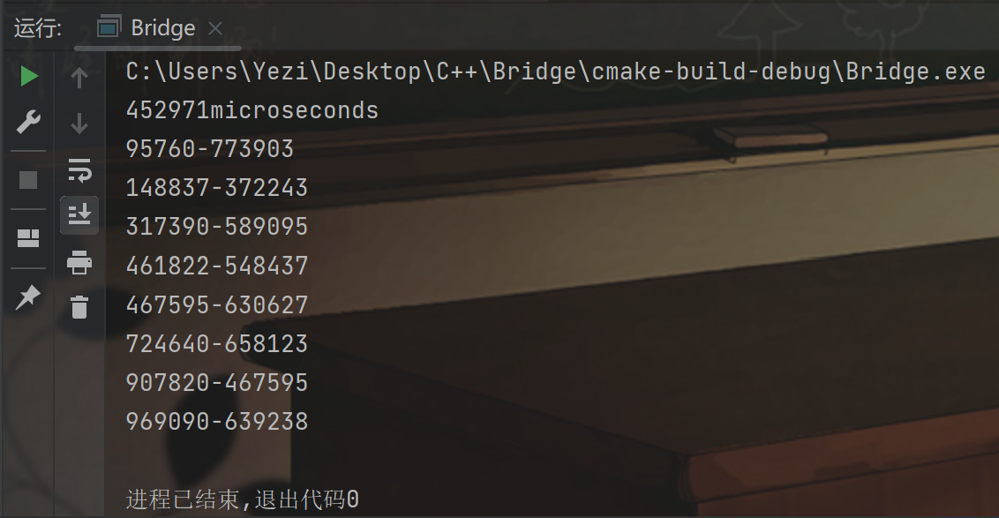 运行:
Bridge
C:\Users\Yezi\Desktop\C++\Bridge\cmake-build-debug\Bridge.exe
452971microseconds
95760-773903
148837-372243
317390-589095
461822-548437
467595-630627
724640-658123
907820-467595
969090-639238
进程已结束,退出代码0